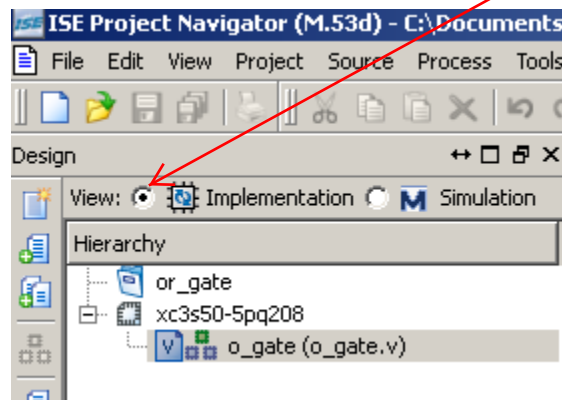 ISE ISE Project Navigator (M.53d) - C:\Documents
File Edit View Project Source Process Tools
Design
View: Implementation M Simulation
Hierarchy
or_gate
xc3s50-5pq208
V o_gate (o_gate.v)